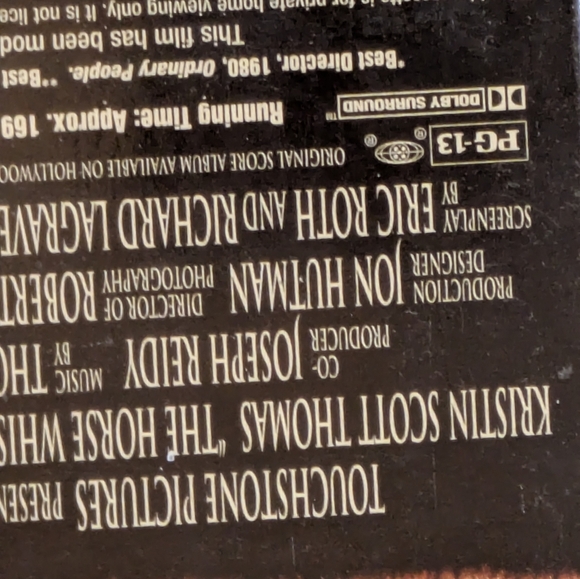 TOUCHSTONE PICTURES PRESEN
KRISTIN SCOTT THOMAS "THE HORSE WHIS
CO-PRODUCER JOSEPH REIDY MUSIC BY THO
PRODUCTION DESIGNER JON HUTMAN DIRECTOR OF PHOTOGRAPHY ROBERT
SCREENPLAY BY ERIC ROTH AND RICHARD LAGRAVE
PG-13 ® ORIGINAL SCORE ALBUM AVAILABLE ON HOLLYWOO
DOLBY SURROUND ™ Running Time: Approx. 169
*Best Director, 1980, Ordinary People. **Best
This film has been mod
is for private home viewing only. It is not lice